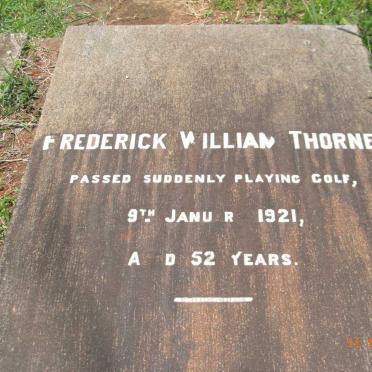 FREDERICK WILLIAM THORNE
PASSED SUDDENLY PLAYING GOLF,
9TH JANU R 1921,
A D 52 YEARS.